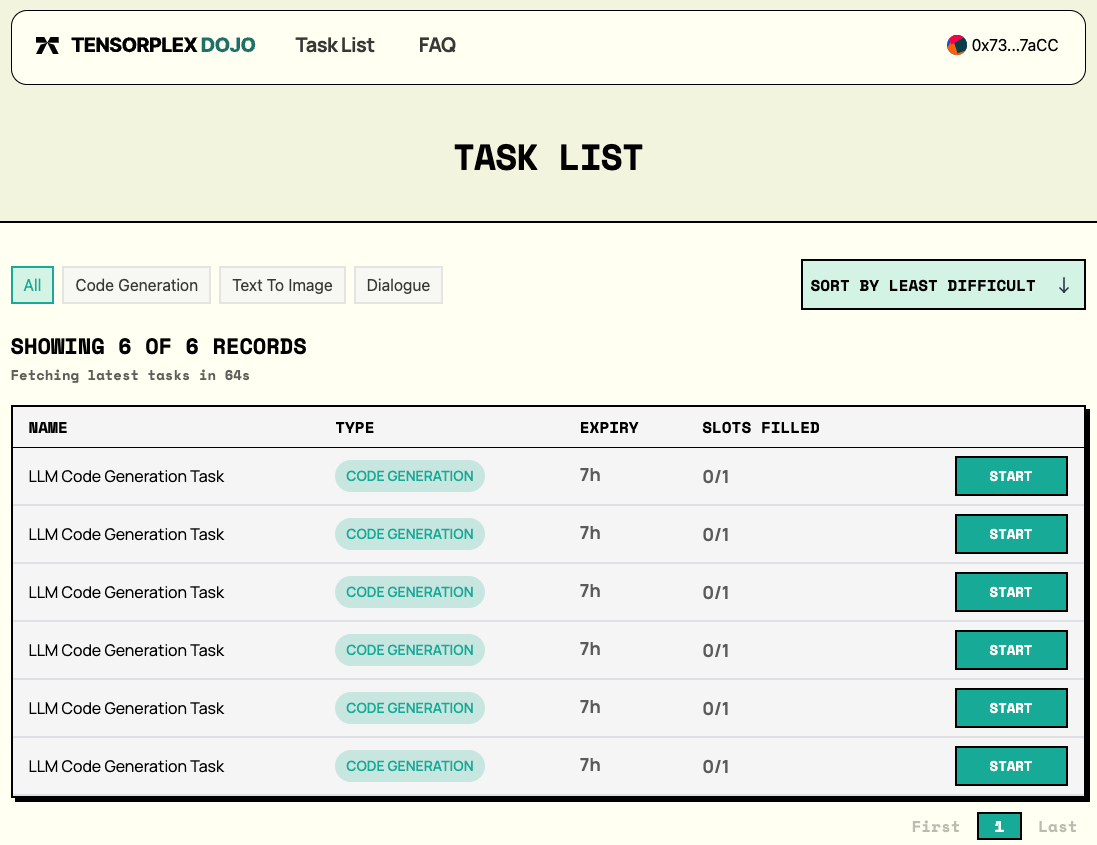 TENSORPLEX DOJO Task List FAQ 0x73...7aCC
TASK LIST
All Code Generation Text To Image Dialogue SORT BY LEAST DIFFICULT ↓
SHOWING 6 OF 6 RECORDS
Fetching latest tasks in 64s
NAME TYPE EXPIRY SLOTS FILLED
LLM Code Generation Task CODE GENERATION 7h 0/1 START
LLM Code Generation Task CODE GENERATION 7h 0/1 START
LLM Code Generation Task CODE GENERATION 7h 0/1 START
LLM Code Generation Task CODE GENERATION 7h 0/1 START
LLM Code Generation Task CODE GENERATION 7h 0/1 START
LLM Code Generation Task CODE GENERATION 7h 0/1 START
First 1 Last